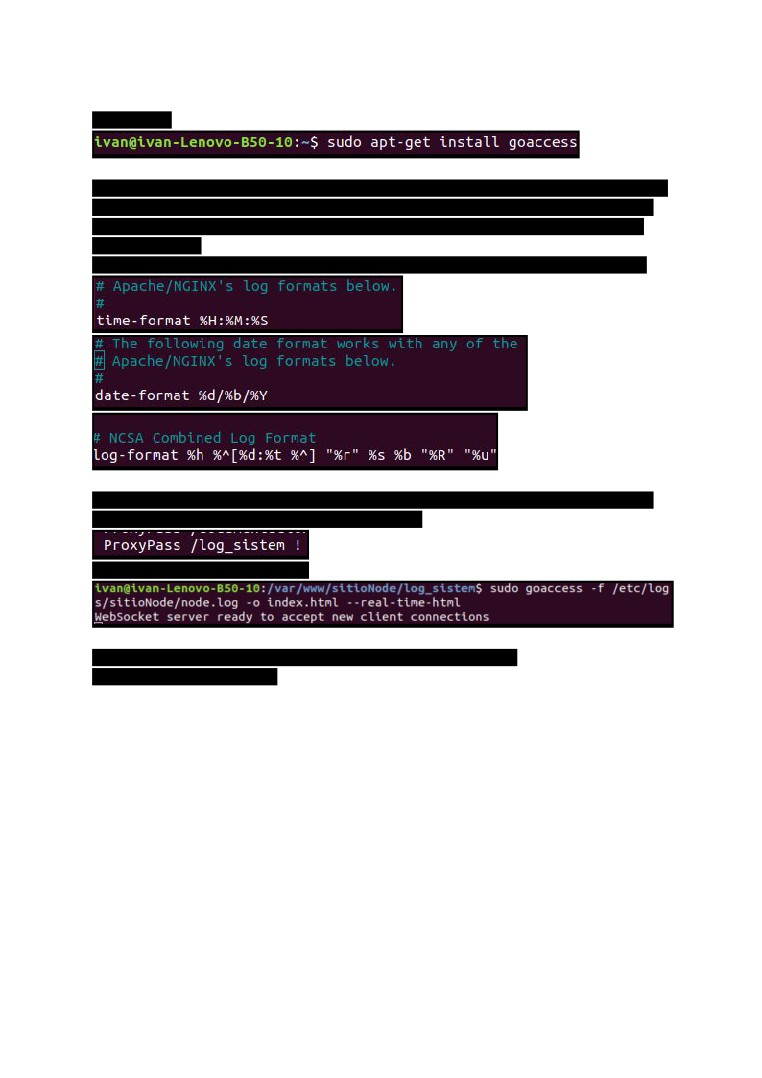 ivan@ivan-Lenovo-B50-10:~$ sudo apt-get install goaccess
# Apache/NGINX's log formats below.
#
time-format %H:%M:%S
# The following date format works with any of the
# Apache/NGINX's log formats below.
#
date-format %d/%b/%Y
# NCSA Combined Log Format
log-format %h %^[%d:%t %^] "%r" %s %b "%R" "%u"
ProxyPass /log_sistem !
ivan@ivan-Lenovo-B50-10:/var/www/sitioNode/log_sistem$ sudo goaccess -f /etc/log
s/sitioNode/node.log -o index.html --real-time-html
WebSocket server ready to accept new client connections